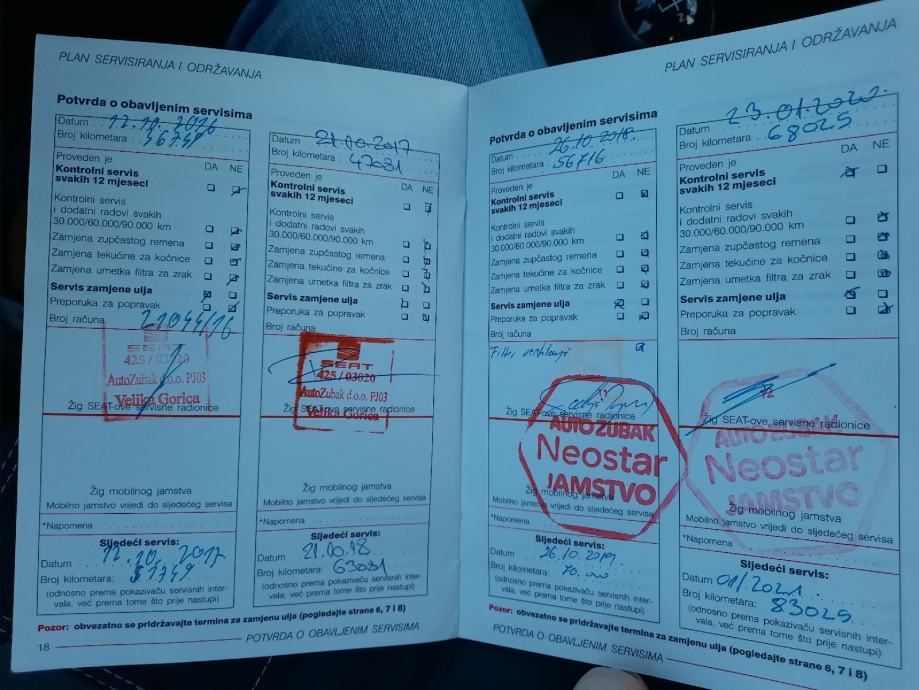 PLAN SERVISIRANJA I ODRŽAVANJA
Potvrda o obavljenim servisima
Datum 12.10.2016
Broj kilometara
Proveden je DA NE
Kontrolni servis
svakih 12 mjeseci
Kontrolni servis
i dodatni radovi svakih
30.000/60.000/90.000 km
Zamjena zupčastog remena
Zamjena tekućine za kočnice
Zamjena umetka filtra za zrak
Servis zamjene ulja
Preporuka za popravak
Broj računa 21044/16
SEAT
425 / 03020
AutoZubak d.o.o. PJ03
Velika Gorica
Žig SEAT-ove servisne radionice
Žig mobilnog jamstva
Mobilno jamstvo vrijedi do sljedećeg servisa
*Napomena
Sljedeći servis:
Datum 12.10.2017
Broj kilometara:
(odnosno prema pokazivaču servisnih inter-
vala, već prema tome što prije nastupi)
Datum 21.10.2017
Broj kilometara 47081
Proveden je DA NE
Kontrolni servis
svakih 12 mjeseci
Kontrolni servis
i dodatni radovi svakih
30.000/60.000/90.000 km
Zamjena zupčastog remena
Zamjena tekućine za kočnice
Zamjena umetka filtra za zrak
Servis zamjene ulja
Preporuka za popravak
Broj računa
SEAT
425 / 03020
AutoZubak d.o.o. PJ03
Velika Gorica
Žig SEAT-ove servisne radionice
Žig mobilnog jamstva
Mobilno jamstvo vrijedi do sljedećeg servisa
*Napomena
Sljedeći servis:
Datum
Broj kilometara: 63081
(odnosno prema pokazivaču servisnih inter-
vala, već prema tome što prije nastupi)
Pozor: obvezatno se pridržavajte termina za zamjenu ulja (pogledajte strane 6, 7 i 8)
18
POTVRDA O OBAVLJENIM SERVISIMA
PLAN SERVISIRANJA I ODRŽAVANJA
Potvrda o obavljenim servisima
Datum 26.10.2018.
Broj kilometara 56716
Proveden je DA NE
Kontrolni servis
svakih 12 mjeseci
Kontrolni servis
i dodatni radovi svakih
30.000/60.000/90.000 km
Zamjena zupčastog remena
Zamjena tekućine za kočnice
Zamjena umetka filtra za zrak
Servis zamjene ulja
Preporuka za popravak
Broj računa
Žig SEAT-ove servisne radionice
AUTO ZUBAK
Neostar
JAMSTVO
Žig mobilnog jamstva
Mobilno jamstvo vrijedi do sljedećeg servisa
*Napomena
Sljedeći servis:
Datum 26.10.2019
Broj kilometara:
(odnosno prema pokazivaču servisnih inter-
vala, već prema tome što prije nastupi)
Datum 23.01.2020.
Broj kilometara 68025
Proveden je DA NE
Kontrolni servis
svakih 12 mjeseci
Kontrolni servis
i dodatni radovi svakih
30.000/60.000/90.000 km
Zamjena zupčastog remena
Zamjena tekućine za kočnice
Zamjena umetka filtra za zrak
Servis zamjene ulja
Preporuka za popravak
Broj računa
Žig SEAT-ove servisne radionice
AUTO ZUBAK
Neostar
JAMSTVO
Žig mobilnog jamstva
Mobilno jamstvo vrijedi do sljedećeg servisa
*Napomena
Sljedeći servis:
Datum 01/2021
Broj kilometara: 83025
(odnosno prema pokazivaču servisnih inter-
vala, već prema tome što prije nastupi)
Pozor: obvezatno se pridržavajte termina za zamjenu ulja (pogledajte strane 6, 7 i 8)
POTVRDA O OBAVLJENIM SERVISIMA